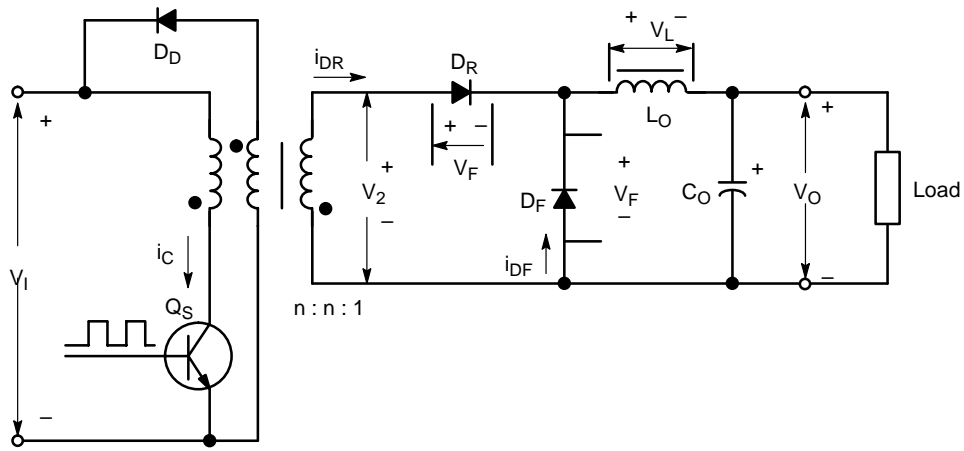 D_D
+
V_I
–
i_C
Q_S
n : n : 1
i_DR
V_2
+
–
D_R
+ –
V_F
D_F
i_DF
+
V_F
–
+ –
V_L
L_O
C_O
+
+
V_O
–
Load